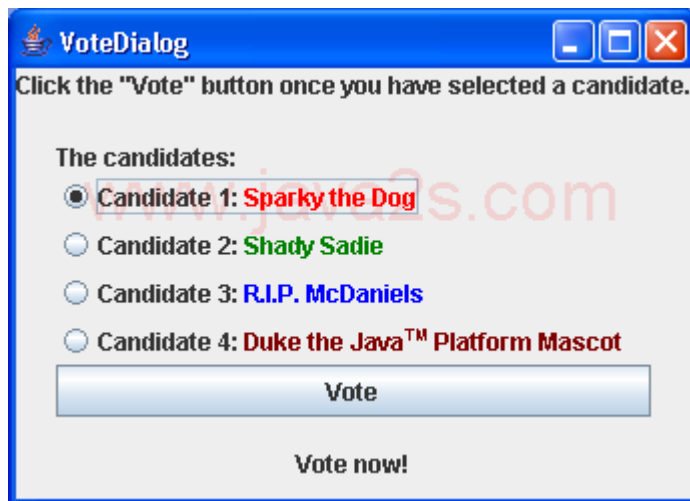 VoteDialog
Click the "Vote" button once you have selected a candidate.
The candidates:
www.java2s.com
Candidate 1: Sparky the Dog
Candidate 2: Shady Sadie
Candidate 3: R.I.P. McDaniels
Candidate 4: Duke the Java™ Platform Mascot
Vote
Vote now!